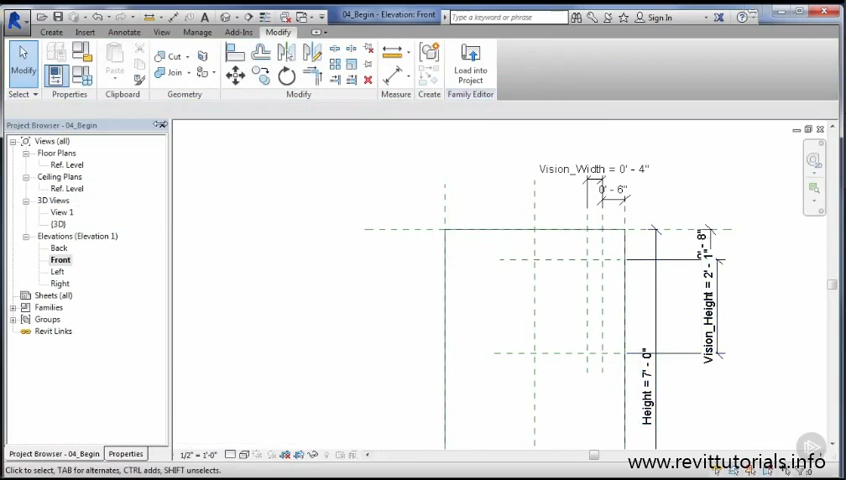 04_Begin - Elevation: Front
Type a keyword or phrase
Sign In
Create
Insert
Annotate
View
Manage
Add-Ins
Modify
Modify
Paste
Cut
Join
Load into
Project
Select
Properties
Clipboard
Geometry
Modify
Measure
Create
Family Editor
Project Browser - 04_Begin
Views (all)
Floor Plans
Ref. Level
Ceiling Plans
Ref. Level
3D Views
View 1
{3D}
Elevations (Elevation 1)
Back
Front
Left
Right
Sheets (all)
Families
Groups
Revit Links
Vision_Width = 0' - 4"
0' - 6"
Vision_Height = 2' - 1"
Height = 7' - 0"
Project Browser - 04_Begin
Properties
1/2" = 1'-0"
Click to select, TAB for alternates, CTRL adds, SHIFT unselects.
:0
www.revittutorials.info